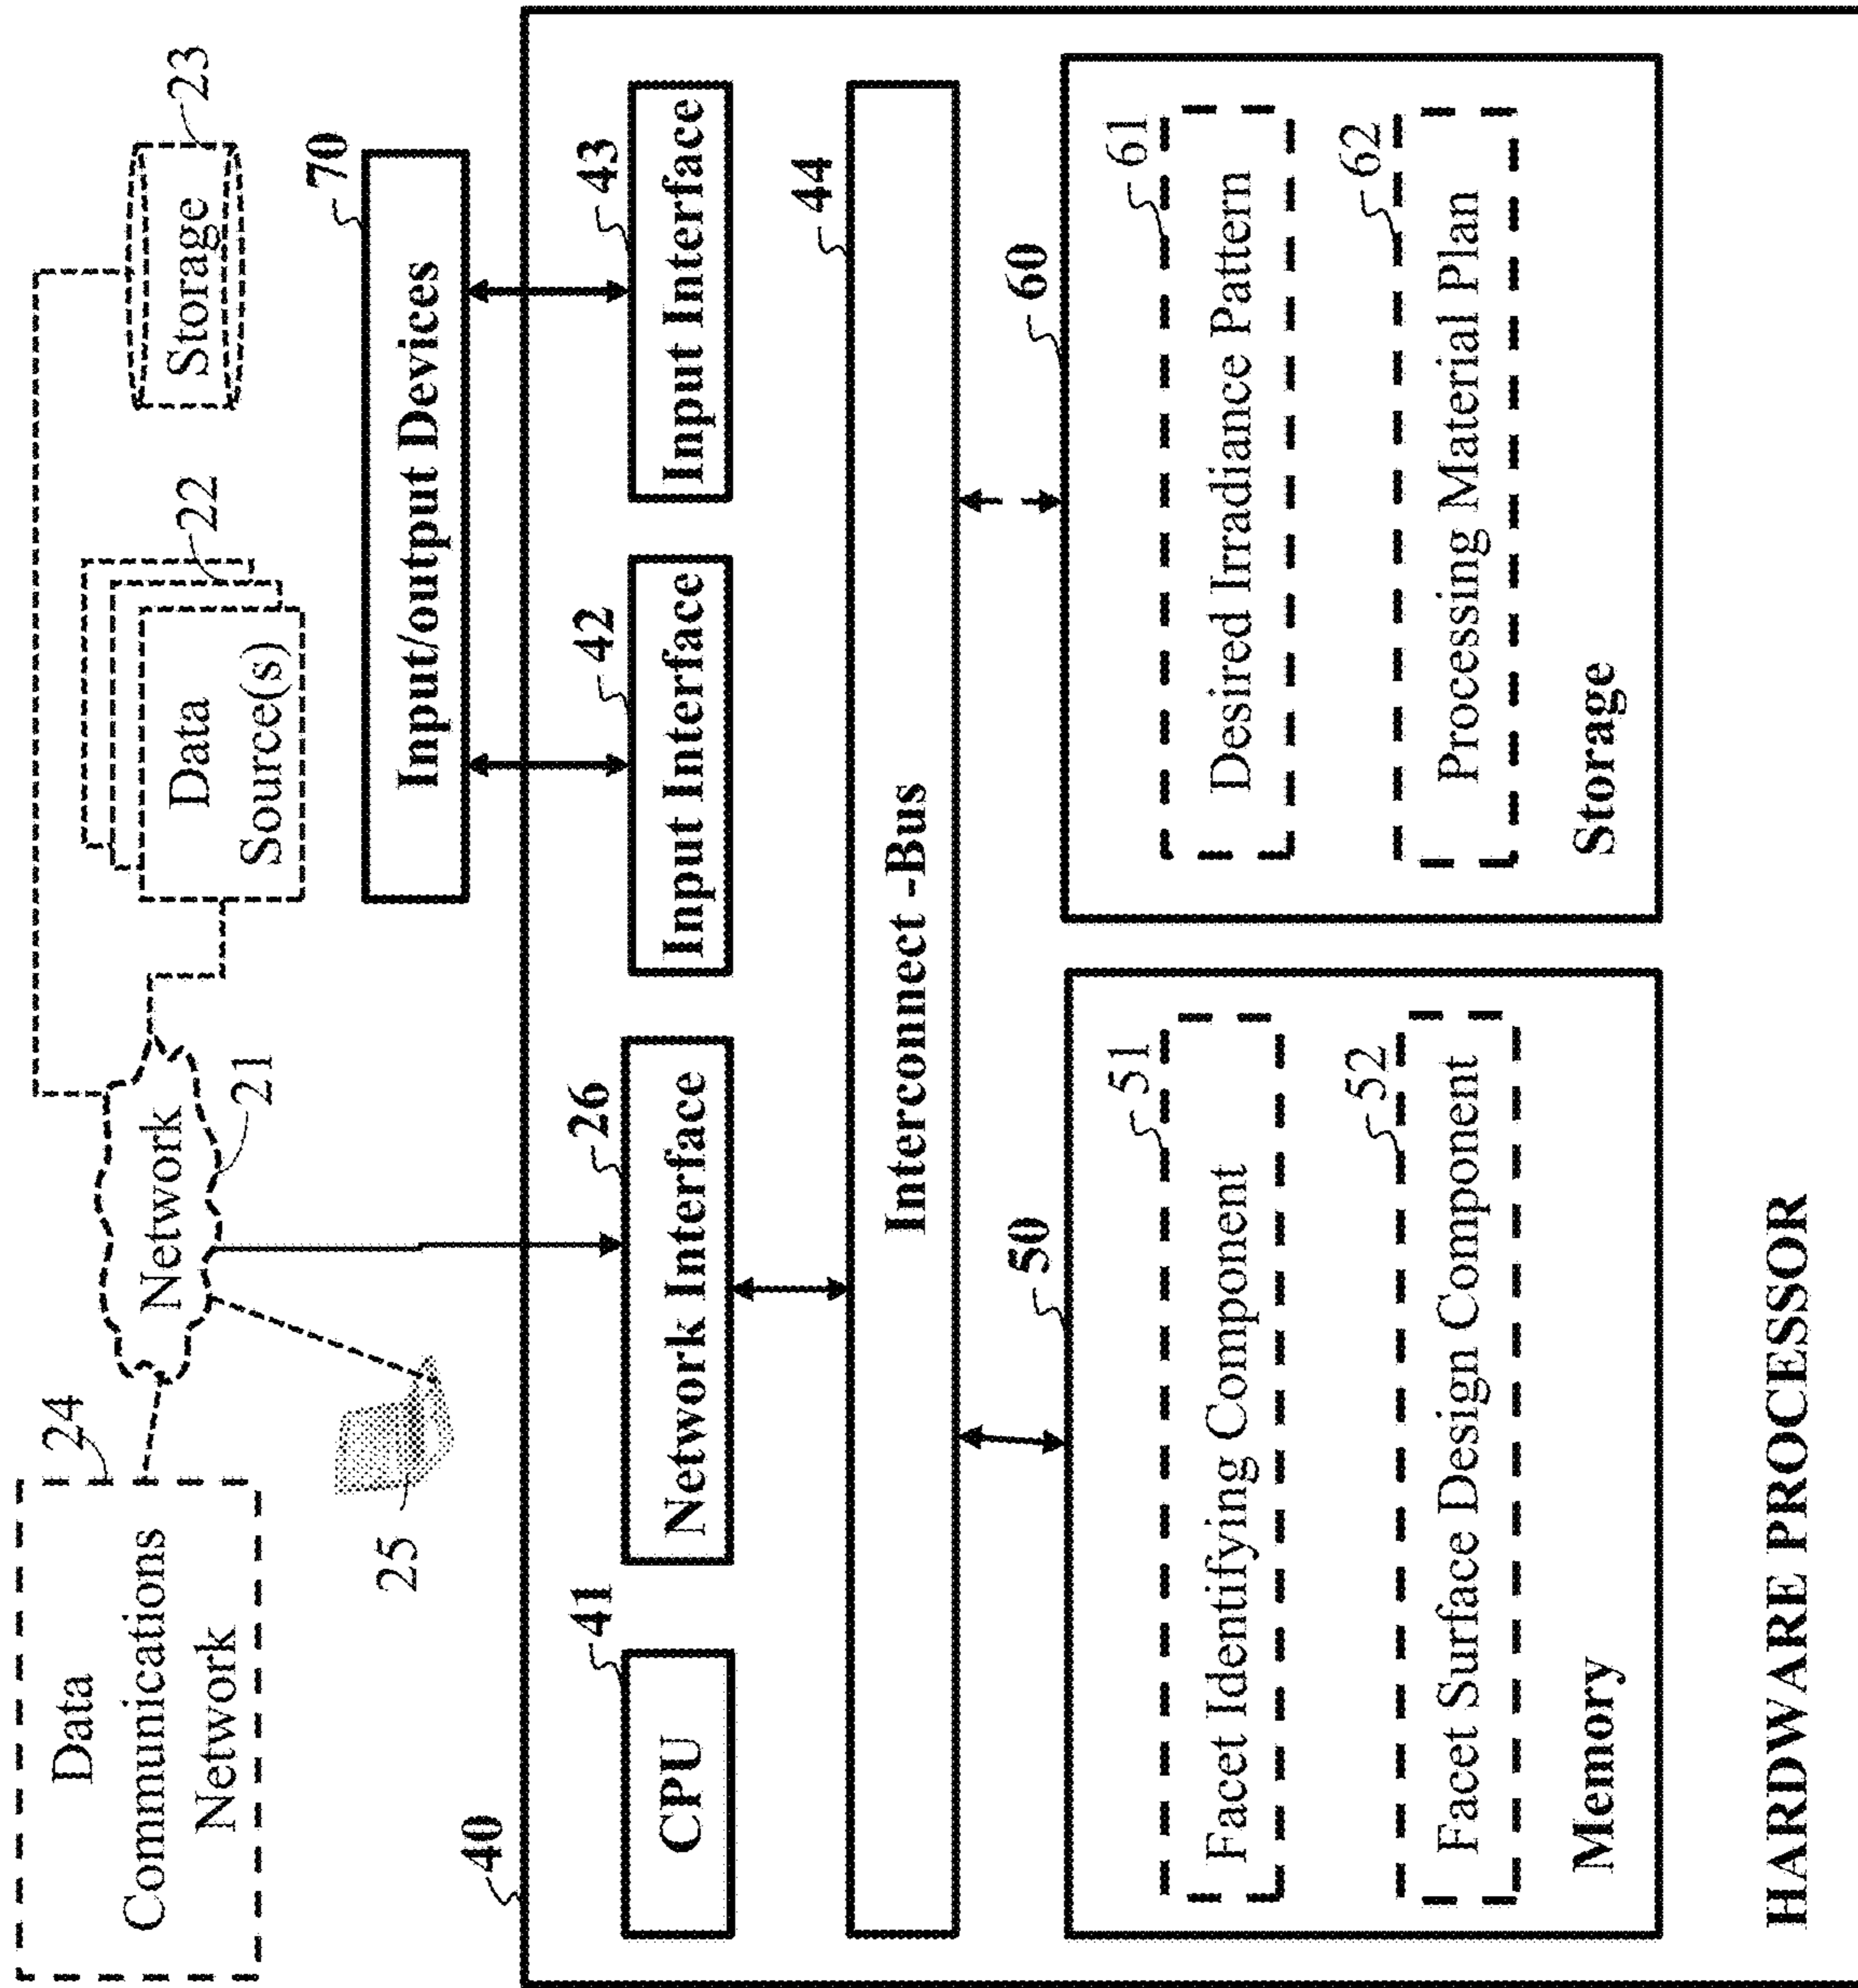 Data
Communications
Network
24
Network
21
Data
Source(s)
22
Storage
23
25
70
Input/output Devices
40
41
CPU
26
Network Interface
42
Input Interface
43
Input Interface
44
Interconnect -Bus
50
51
Facet Identifying Component
52
Facet Surface Design Component
Memory
60
61
Desired Irradiance Pattern
62
Processing Material Plan
Storage
HARDWARE PROCESSOR